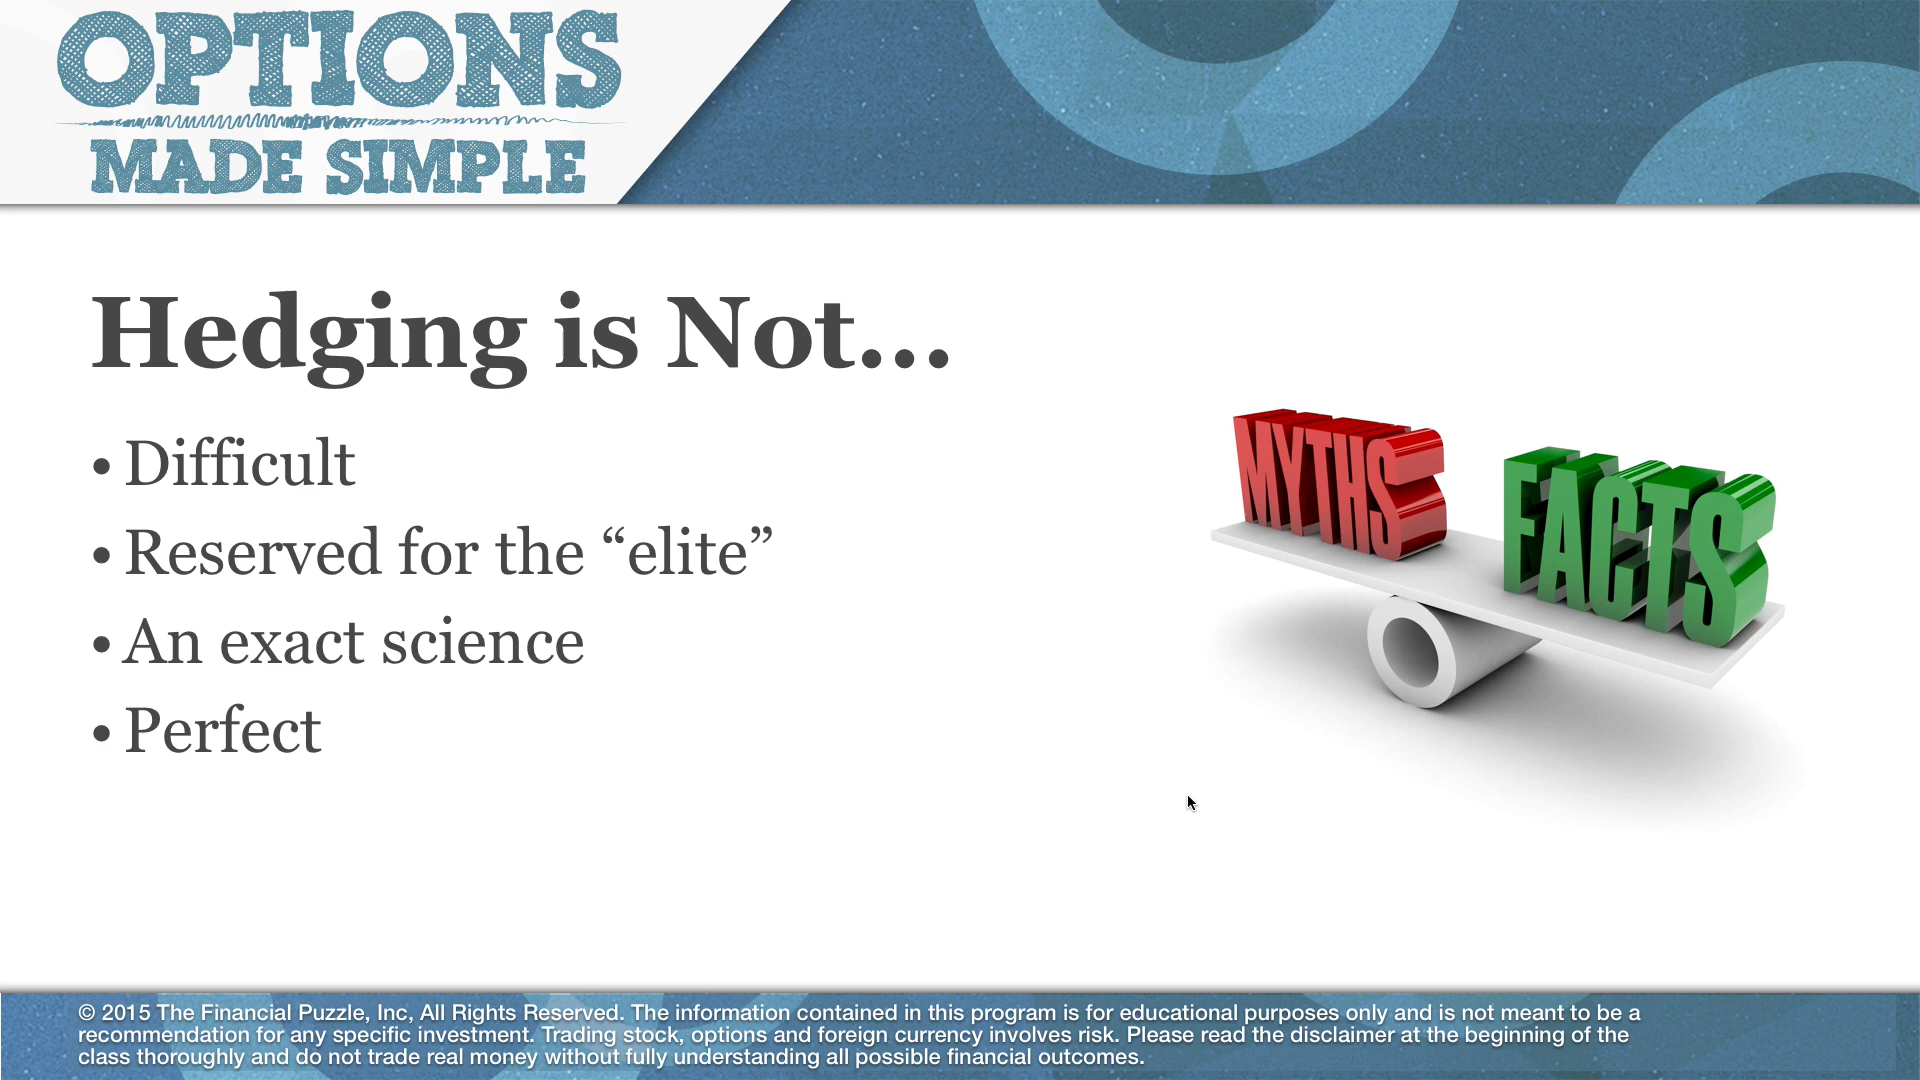 OPTIONS
MADE SIMPLE
Hedging is Not...
• Difficult
• Reserved for the “elite”
• An exact science
• Perfect
MYTHS
FACTS
© 2015 The Financial Puzzle, Inc, All Rights Reserved. The information contained in this program is for educational purposes only and is not meant to be a
recommendation for any specific investment. Trading stock, options and foreign currency involves risk. Please read the disclaimer at the beginning of the
class thoroughly and do not trade real money without fully understanding all possible financial outcomes.